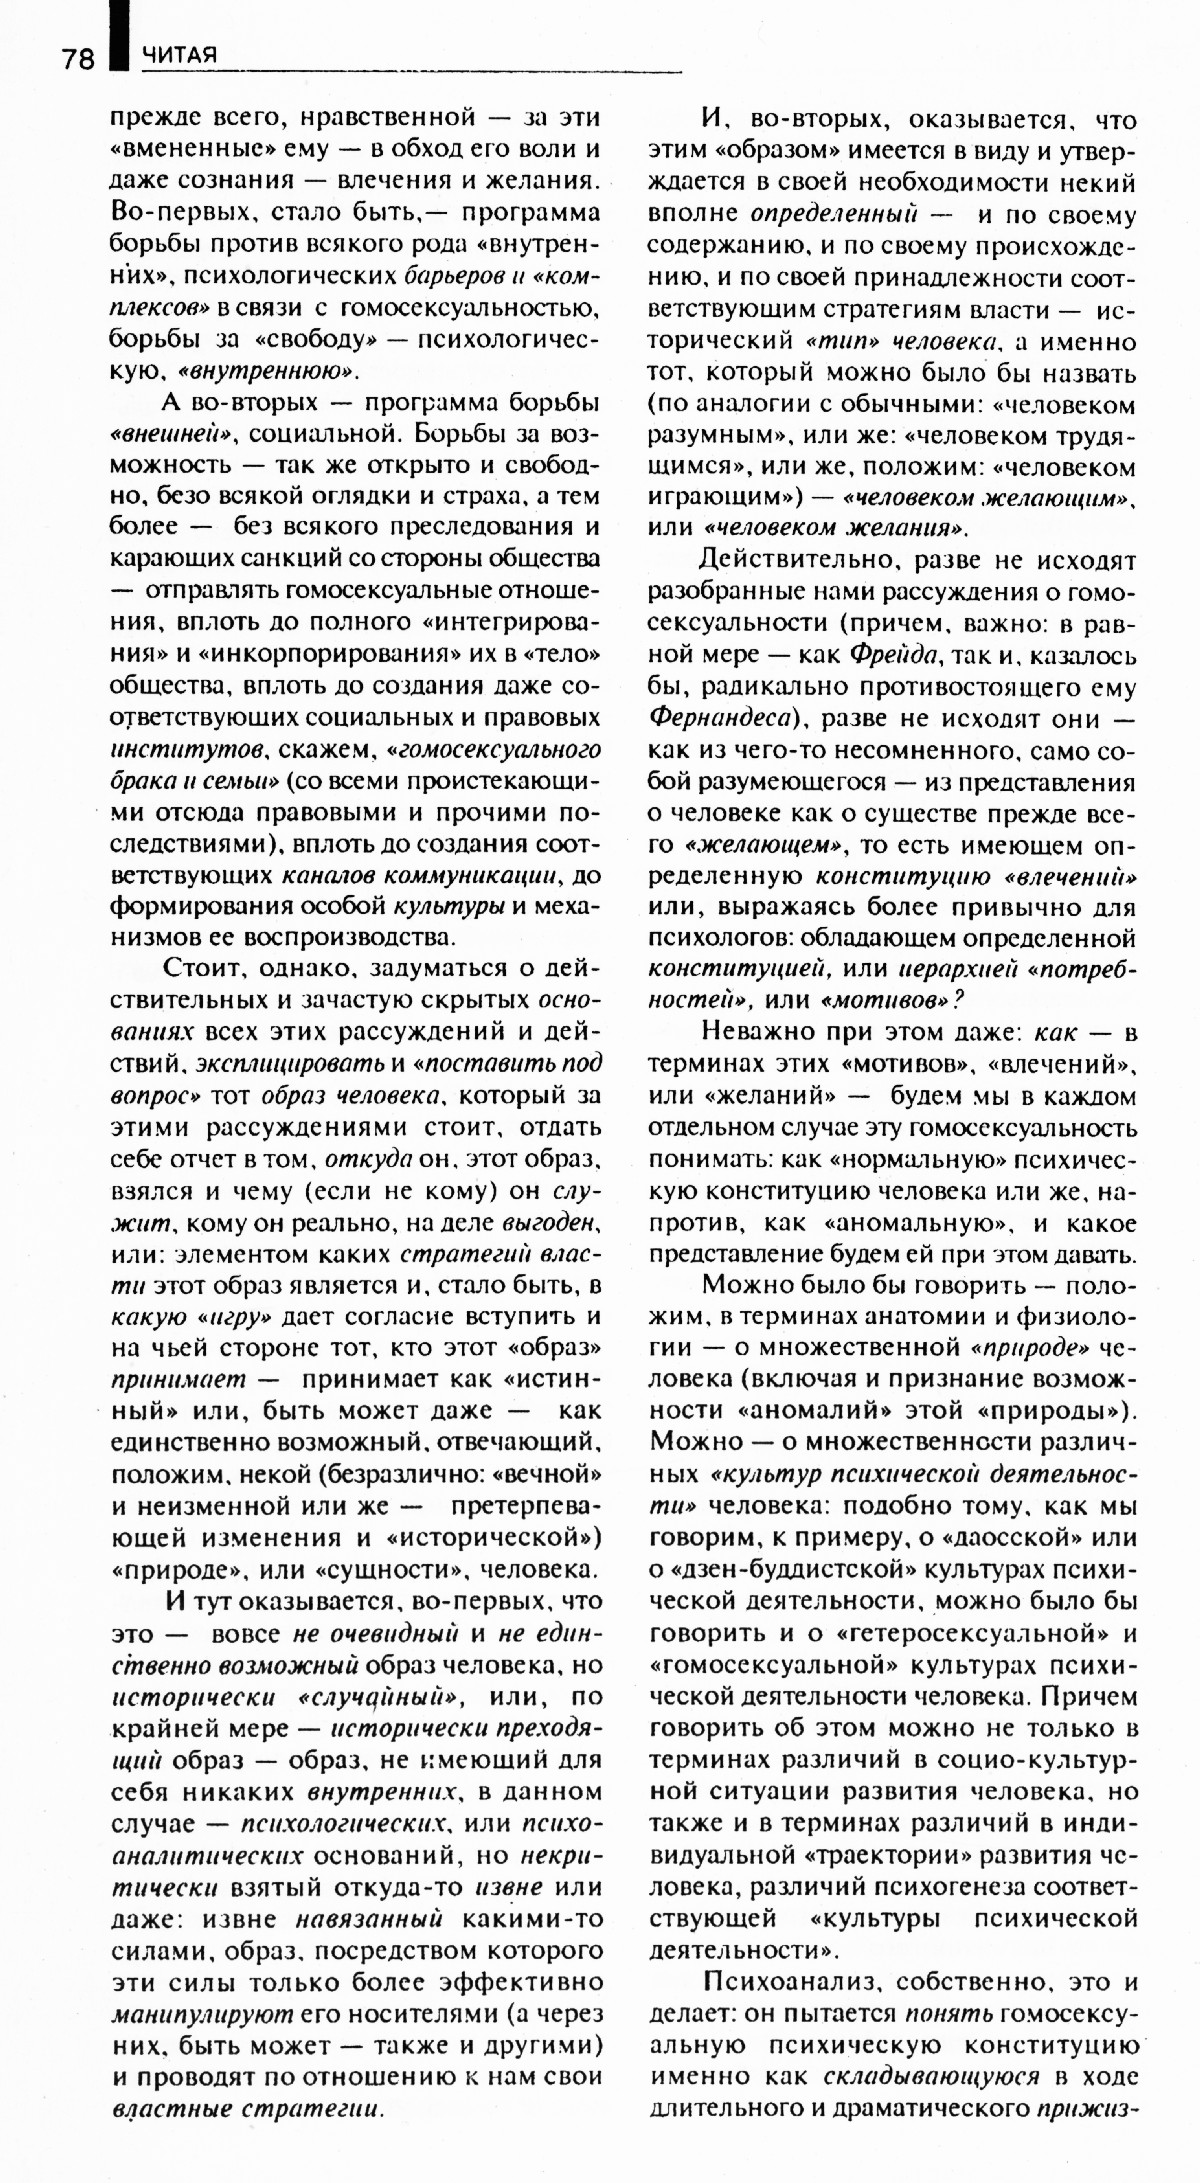 78
ЧИТАЯ
прежде всего, нравственной — за эти
«вмененные» ему — в обход его воли и
даже сознания — влечения и желания.
Во-первых, стало быть,— программа
борьбы против всякого рода «внутрен-
них», психологических барьеров и «ком-
плексов» в связи с гомосексуальностью,
борьбы за «свободу» — психологичес-
кую, «внутреннюю».
А во-вторых — программа борьбы
«внешней», социальной. Борьбы за воз-
можность — так же открыто и свобод-
но, безо всякой оглядки и страха, а тем
более — без всякого преследования и
карающих санкций со стороны общества
— отправлять гомосексуальные отноше-
ния, вплоть до полного «интегрирова-
ния» и «инкорпорирования» их в «тело»
общества, вплоть до создания даже со-
ответствующих социальных и правовых
институтов, скажем, «гомосексуального
брака и семьи» (со всеми проистекающи-
ми отсюда правовыми и прочими по-
следствиями), вплоть до создания соот-
ветствующих каналов коммуникации, до
формирования особой культуры и меха-
низмов ее воспроизводства.
Стоит, однако, задуматься о дей-
ствительных и зачастую скрытых осно-
ваниях всех этих рассуждений и дей-
ствий, эксплицировать и «поставить под
вопрос» тот образ человека, который за
этими рассуждениями стоит, отдать
себе отчет в том, откуда он, этот образ,
взялся и чему (если не кому) он слу-
жит, кому он реально, на деле выгоден,
или: элементом каких стратегий влас-
ти этот образ является и, стало быть, в
какую «игру» дает согласие вступить и
на чьей стороне тот, кто этот «образ»
принимает — принимает как «истин-
ный» или, быть может даже — как
единственно возможный, отвечающий,
положим, некой (безразлично: «вечной»
и неизменной или же — претерпева-
ющей изменения и «исторической»)
«природе», или «сущности», человека.
И тут оказывается, во-первых, что
это — вовсе не очевидный и не един-
ственно возможный образ человека, но
исторически «случайный», или, по
крайней мере — исторически преходя-
щий образ — образ, не имеющий для
себя никаких внутренних, в данном
случае — психологических, или психо-
аналитических оснований, но некри-
тически взятый откуда-то извне или
даже: извне навязанный какими-то
силами, образ, посредством которого
эти силы только более эффективно
манипулируют его носителями (а через
них, быть может — также и другими)
и проводят по отношению к нам свои
властные стратегии.
И, во-вторых, оказывается, что
этим «образом» имеется в виду и утвер-
ждается в своей необходимости некий
вполне определенный — и по своему
содержанию, и по своему происхожде-
нию, и по своей принадлежности соот-
ветствующим стратегиям власти — ис-
торический «тип» человека, а именно
тот, который можно было бы назвать
(по аналогии с обычными: «человеком
разумным», или же: «человеком трудя-
щимся», или же, положим: «человеком
играющим») — «человеком желающим»,
или «человеком желания».
Действительно, разве не исходят
разобранные нами рассуждения о гомо-
сексуальности (причем, важно: в рав-
ной мере — как Фрейда, так и, казалось
бы, радикально противостоящего ему
Фернандеса), разве не исходят они —
как из чего-то несомненного, само со-
бой разумеющегося — из представления
о человеке как о существе прежде все-
го «желающем», то есть имеющем оп-
ределенную конституцию «влечений»
или, выражаясь более привычно для
психологов: обладающем определенной
конституцией, или иерархией «потреб-
ностей», или «мотивов»?
Неважно при этом даже: как — в
терминах этих «мотивов», «влечений»,
или «желаний» — будем мы в каждом
отдельном случае эту гомосексуальность
понимать: как «нормальную» психичес-
кую конституцию человека или же, на-
против, как «аномальную», и какое
представление будем ей при этом давать.
Можно было бы говорить — поло-
жим, в терминах анатомии и физиоло-
гии — о множественной «природе» че-
ловека (включая и признание возмож-
ности «аномалий» этой «природы»).
Можно — о множественности различ-
ных «культур психической деятельнос-
ти» человека: подобно тому, как мы
говорим, к примеру, о «даосской» или
о «дзен-буддистской» культурах психи-
ческой деятельности, можно было бы
говорить и о «гетеросексуальной» и
«гомосексуальной» культурах психи-
ческой деятельности человека. Причем
говорить об этом можно не только в
терминах различий в социо-культур-
ной ситуации развития человека, но
также и в терминах различий в инди-
видуальной «траектории» развития че-
ловека, различий психогенеза соответ-
ствующей «культуры психической
деятельности».
Психоанализ, собственно, это и
делает: он пытается понять гомосексу-
альную психическую конституцию
именно как складывающуюся в ходе
длительного и драматического прижиз-